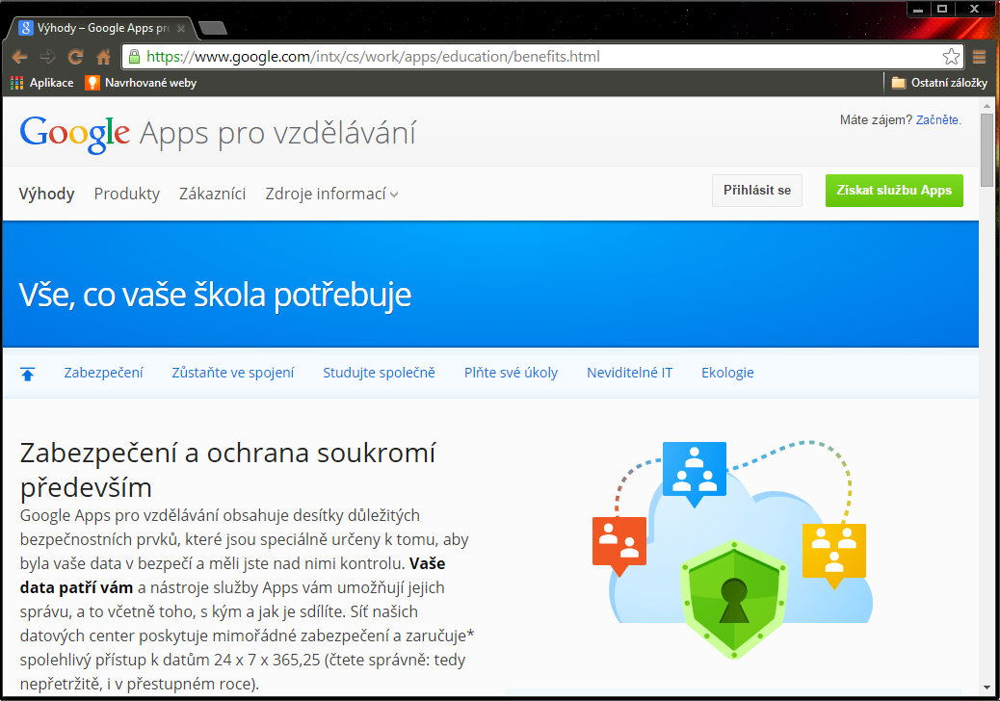 Výhody – Google Apps pro
https://www.google.com/intx/cs/work/apps/education/benefits.html
Aplikace Navrhované weby Ostatní záložky
Google Apps pro vzdělávání
Máte zájem? Začněte.
Výhody Produkty Zákazníci Zdroje informací Přihlásit se Získat službu Apps
Vše, co vaše škola potřebuje
Zabezpečení Zůstaňte ve spojení Studujte společně Plňte své úkoly Neviditelné IT Ekologie
Zabezpečení a ochrana soukromí
především
Google Apps pro vzdělávání obsahuje desítky důležitých
bezpečnostních prvků, které jsou speciálně určeny k tomu, aby
byla vaše data v bezpečí a měli jste nad nimi kontrolu. Vaše
data patří vám a nástroje služby Apps vám umožňují jejich
správu, a to včetně toho, s kým a jak je sdílíte. Síť našich
datových center poskytuje mimořádné zabezpečení a zaručuje*
spolehlivý přístup k datům 24 x 7 x 365,25 (čtete správně: tedy
nepřetržitě, i v přestupném roce).